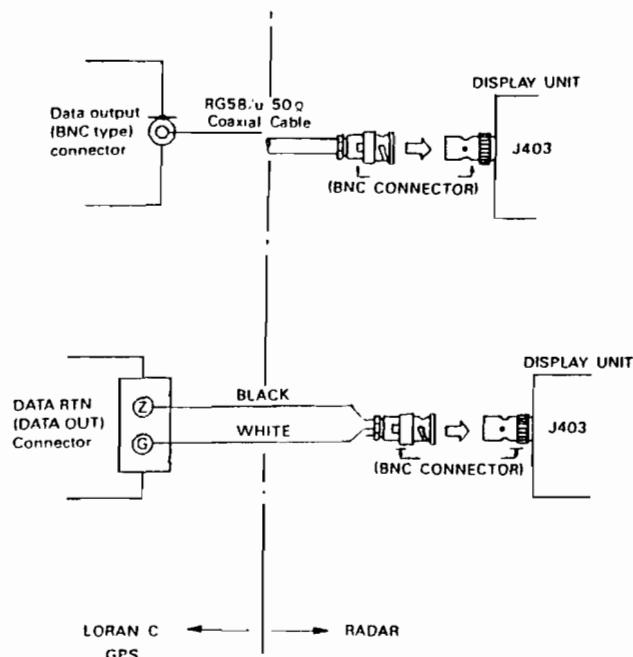 Data output
(BNC type)
connector
RG58/u 50Ω
Coaxial Cable
(BNC CONNECTOR)
DISPLAY UNIT
J403
DATA RTN
(DATA OUT)
Connector
Z
G
BLACK
WHITE
(BNC CONNECTOR)
DISPLAY UNIT
J403
LORAN C
GPS
RADAR